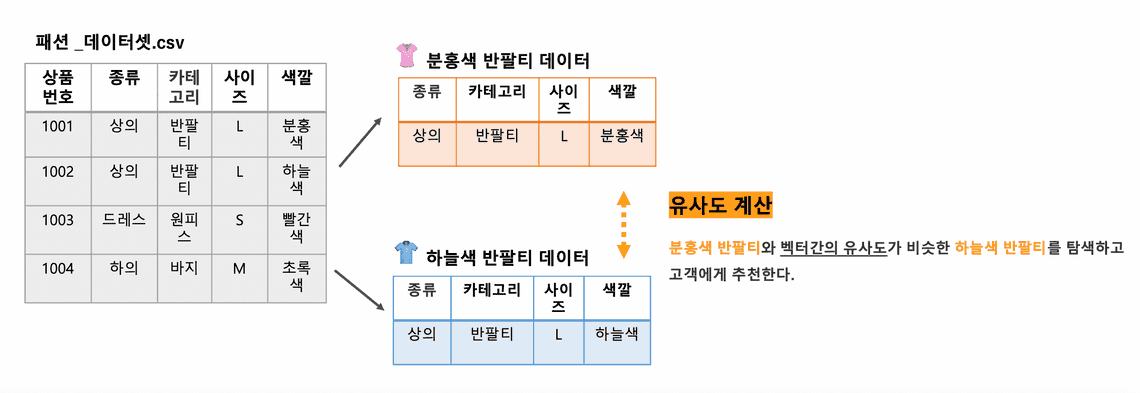 패션 _데이터셋.csv
상품 번호 종류 카테고리 사이즈 색깔
1001 상의 반팔티 L 분홍색
1002 상의 반팔티 L 하늘색
1003 드레스 원피스 S 빨간색
1004 하의 바지 M 초록색
분홍색 반팔티 데이터
종류 카테고리 사이즈 색깔
상의 반팔티 L 분홍색
하늘색 반팔티 데이터
종류 카테고리 사이즈 색깔
상의 반팔티 L 하늘색
유사도 계산
분홍색 반팔티와 벡터간의 유사도가 비슷한 하늘색 반팔티를 탐색하고
고객에게 추천한다.